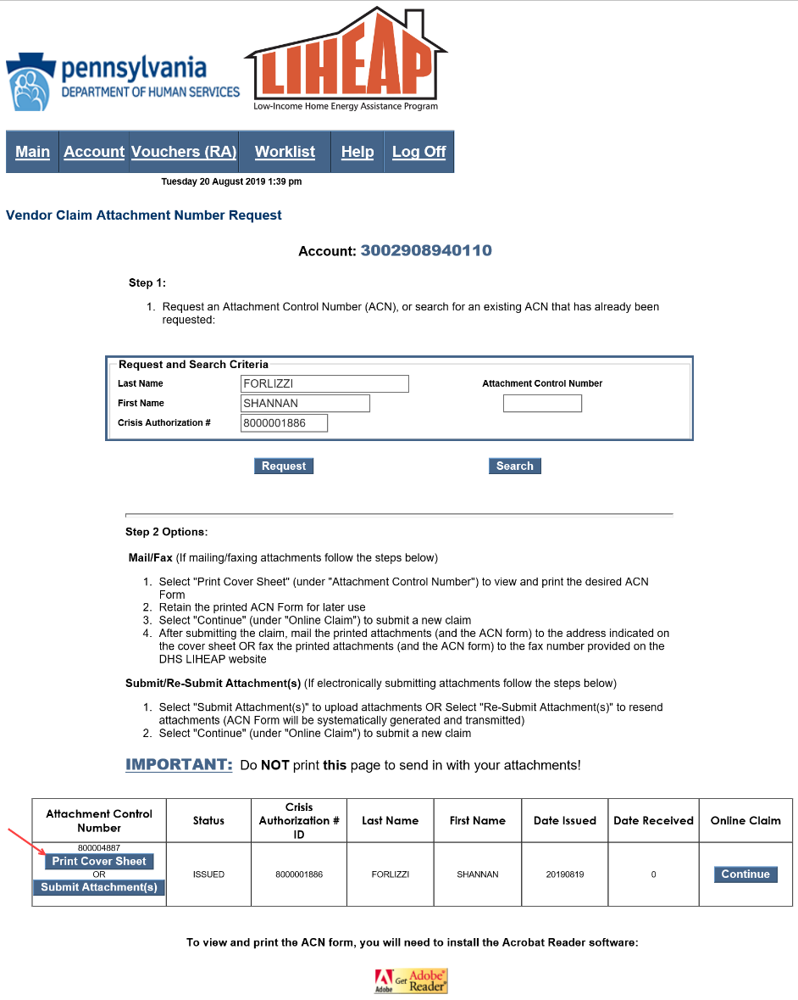 pennsylvania
DEPARTMENT OF HUMAN SERVICES
LIHEAP
Low-Income Home Energy Assistance Program
Main Account Vouchers (RA) Worklist Help Log Off
Tuesday 20 August 2019 1:39 pm
Vendor Claim Attachment Number Request
Account: 3002908940110
Step 1:
1. Request an Attachment Control Number (ACN), or search for an existing ACN that has already been
requested:
Request and Search Criteria
Last Name FORLIZZI Attachment Control Number
First Name SHANNAN
Crisis Authorization # 8000001886
Request Search
Step 2 Options:
Mail/Fax (If mailing/faxing attachments follow the steps below)
1. Select "Print Cover Sheet" (under "Attachment Control Number") to view and print the desired ACN
Form
2. Retain the printed ACN Form for later use
3. Select "Continue" (under "Online Claim") to submit a new claim
4. After submitting the claim, mail the printed attachments (and the ACN form) to the address indicated on
the cover sheet OR fax the printed attachments (and the ACN form) to the fax number provided on the
DHS LIHEAP website
Submit/Re-Submit Attachment(s) (If electronically submitting attachments follow the steps below)
1. Select "Submit Attachment(s)" to upload attachments OR Select "Re-Submit Attachment(s)" to resend
attachments (ACN Form will be systematically generated and transmitted)
2. Select "Continue" (under "Online Claim") to submit a new claim
IMPORTANT: Do NOT print this page to send in with your attachments!
Attachment Control
Number
Status
Crisis
Authorization #
ID
Last Name
First Name
Date Issued
Date Received
Online Claim
800004887
Print Cover Sheet
OR
Submit Attachment(s)
ISSUED
8000001886
FORLIZZI
SHANNAN
20190819
0
Continue
To view and print the ACN form, you will need to install the Acrobat Reader software:
Adobe
Get Adobe®
Reader®